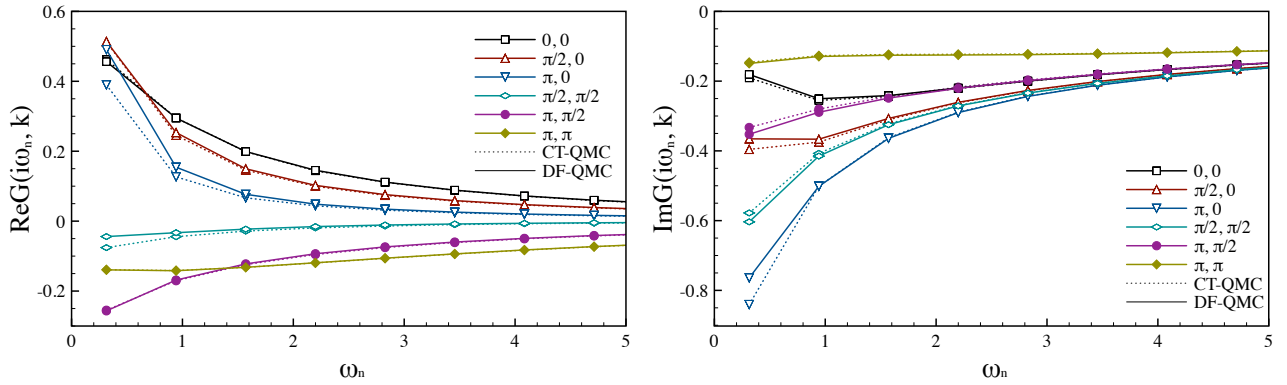 ReG(iωn, k)
0.6
0.4
0.2
0
-0.2
0
1
2
3
4
5
ωn
0, 0
π/2, 0
π, 0
π/2, π/2
π, π/2
π, π
CT-QMC
DF-QMC
ImG(iωn, k)
0
-0.2
-0.4
-0.6
-0.8
0
1
2
3
4
5
ωn
0, 0
π/2, 0
π, 0
π/2, π/2
π, π/2
π, π
CT-QMC
DF-QMC